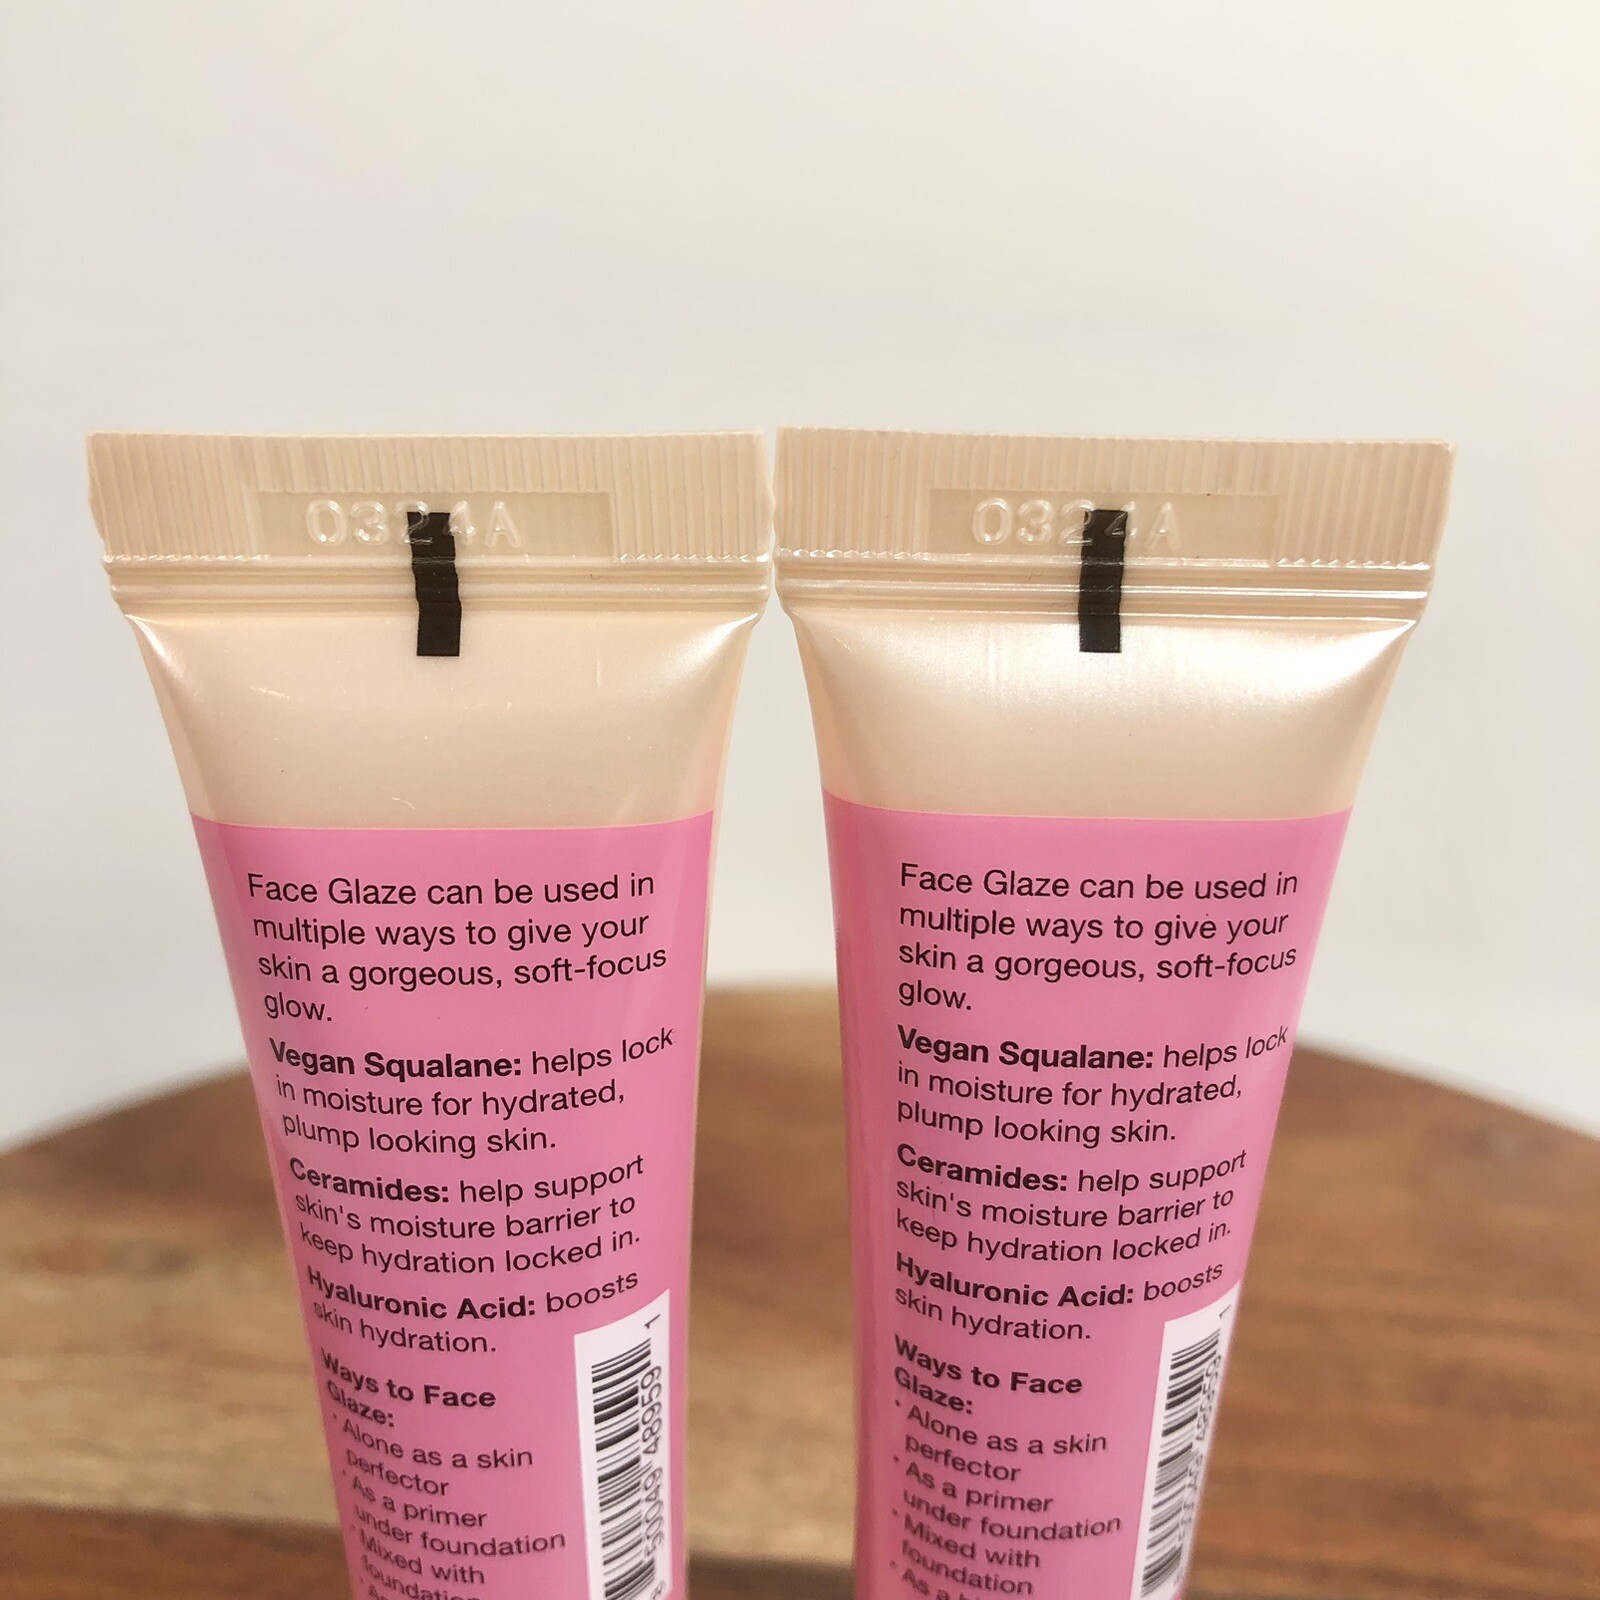 0324A
Face Glaze can be used in
multiple ways to give your
skin a gorgeous, soft-focus
glow.
Vegan Squalane: helps lock
in moisture for hydrated,
plump looking skin.
Ceramides: help support
skin's moisture barrier to
keep hydration locked in.
Hyaluronic Acid: boosts
skin hydration.
Ways to Face
Glaze:
• Alone as a skin
perfector
• As a primer
under foundation
• Mixed with
foundation
50049 48959 1
0324A
Face Glaze can be used in
multiple ways to give your
skin a gorgeous, soft-focus
glow.
Vegan Squalane: helps lock
in moisture for hydrated,
plump looking skin.
Ceramides: help support
skin's moisture barrier to
keep hydration locked in.
Hyaluronic Acid: boosts
skin hydration.
Ways to Face
Glaze:
• Alone as a skin
perfector
• As a primer
under foundation
• Mixed with
foundation
• As a
1